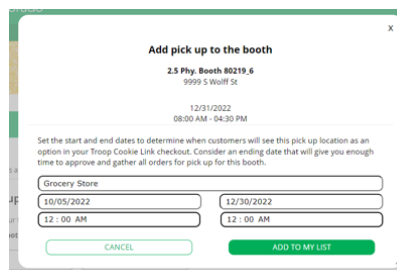 x
Add pick up to the booth
2.5 Phy. Booth 80219_6
9999 S Wolff St
12/31/2022
08:00 AM - 04:30 PM
Set the start and end dates to determine when customers will see this pick up location as an
option in your Troop Cookie Link checkout. Consider an ending date that will give you enough
time to approve and gather all orders for pick up for this booth.
Grocery Store
10/05/2022 12/30/2022
12 : 00 AM 12 : 00 AM
CANCEL ADD TO MY LIST